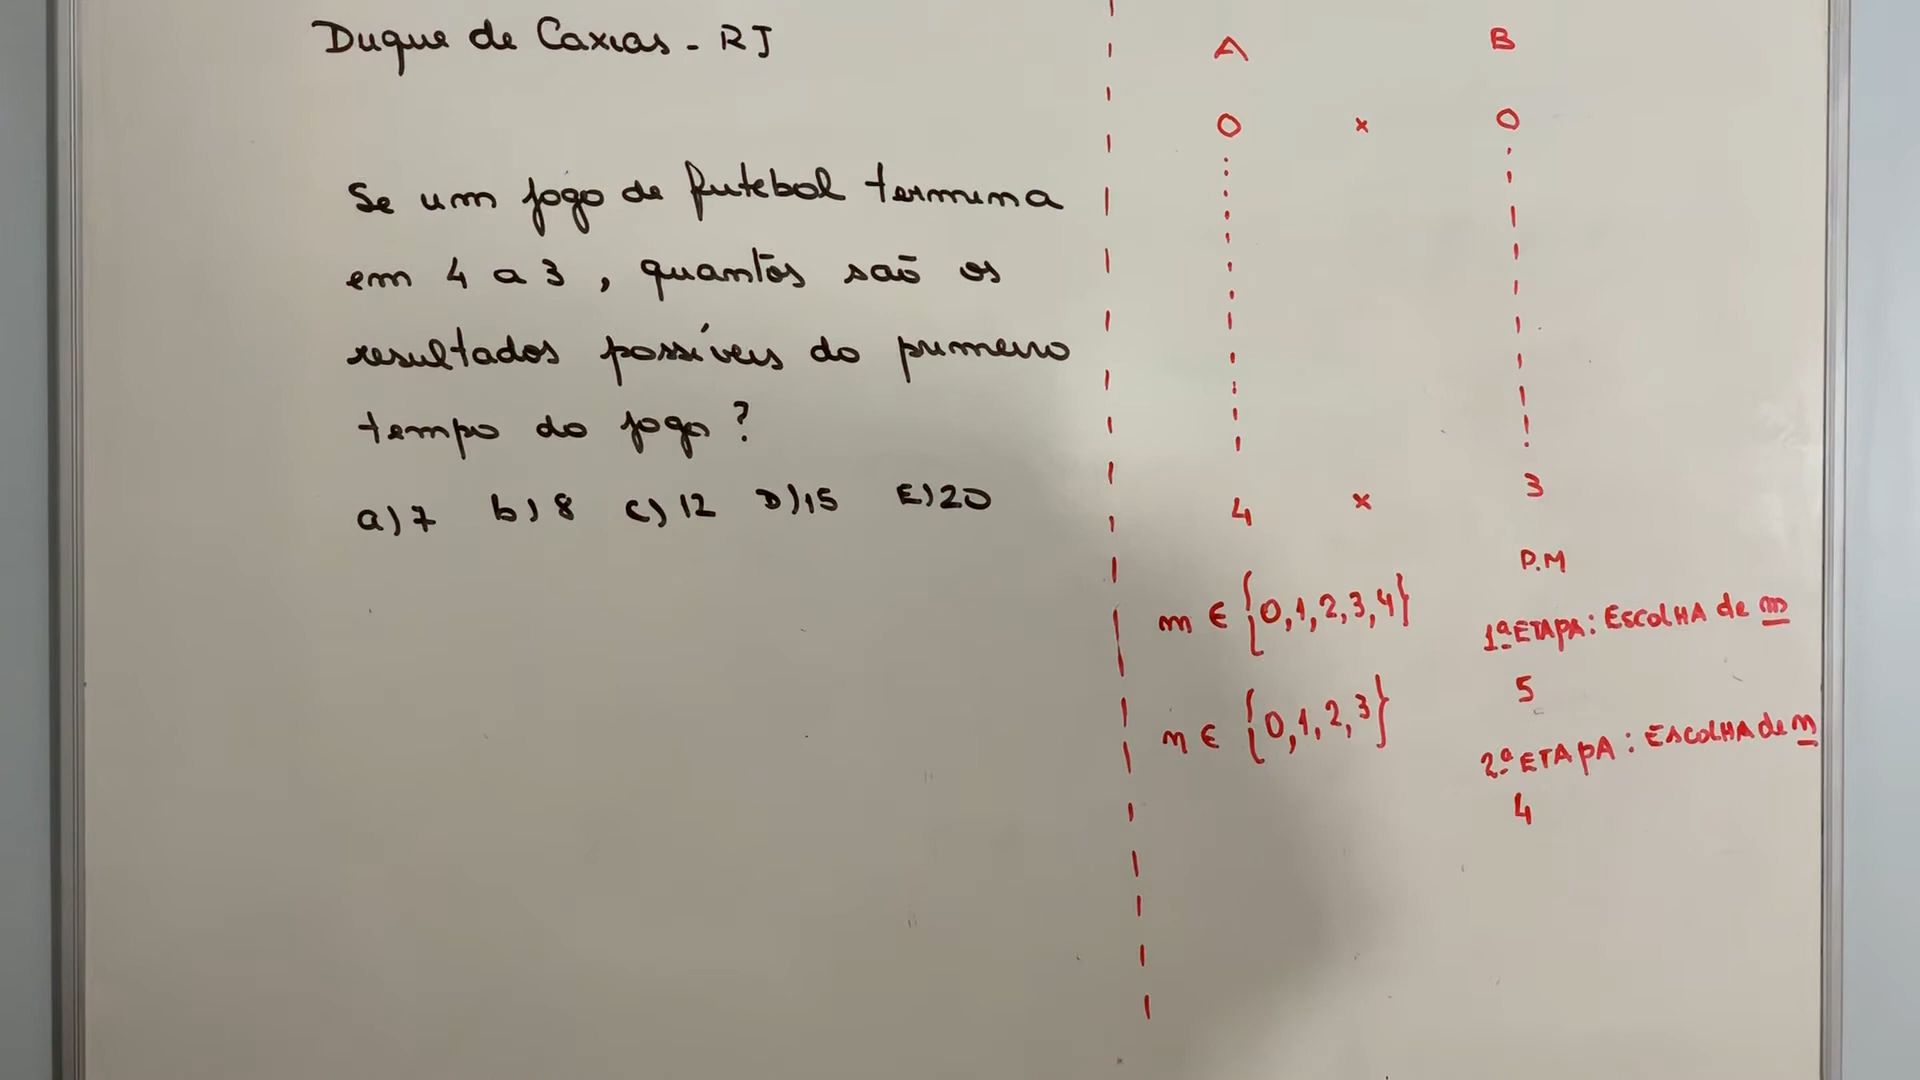 Duque de Caxias - RJ
Se um jogo de futebol termina
em 4 a 3, quantos são os
resultados possíveis do primeiro
tempo do jogo?
a) 7 b) 8 c) 12 D) 15 E) 20
A B
0 x 0
4 x 3
m ∈ {0,1,2,3,4}
n ∈ {0,1,2,3}
P.M
1ª ETAPA: ESCOLHA de m
5
2ª ETAPA: ESCOLHA de n
4